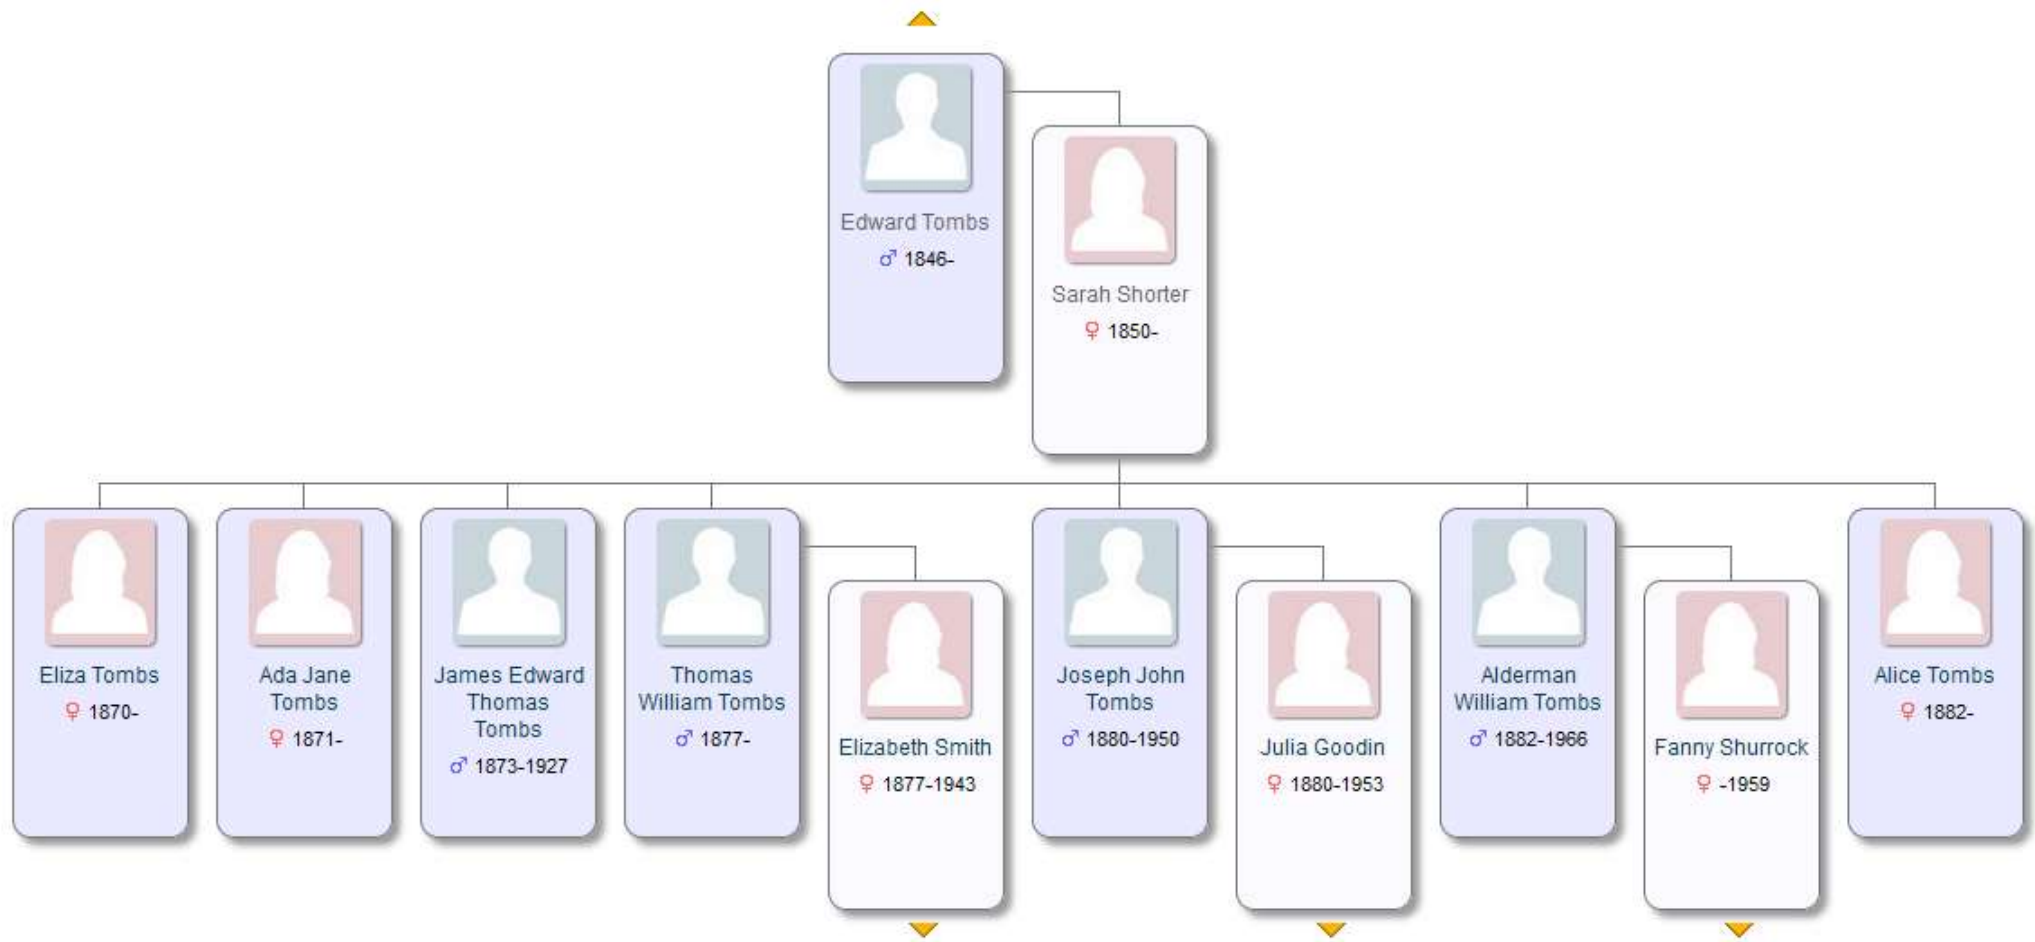 Edward Tombs
♂ 1846-
Sarah Shorter
♀ 1850-
Eliza Tombs
♀ 1870-
Ada Jane
Tombs
♀ 1871-
James Edward
Thomas
Tombs
♂ 1873-1927
Thomas
William Tombs
♂ 1877-
Elizabeth Smith
♀ 1877-1943
Joseph John
Tombs
♂ 1880-1950
Julia Goodin
♀ 1880-1953
Alderman
William Tombs
♂ 1882-1966
Fanny Shurrock
♀ -1959
Alice Tombs
♀ 1882-